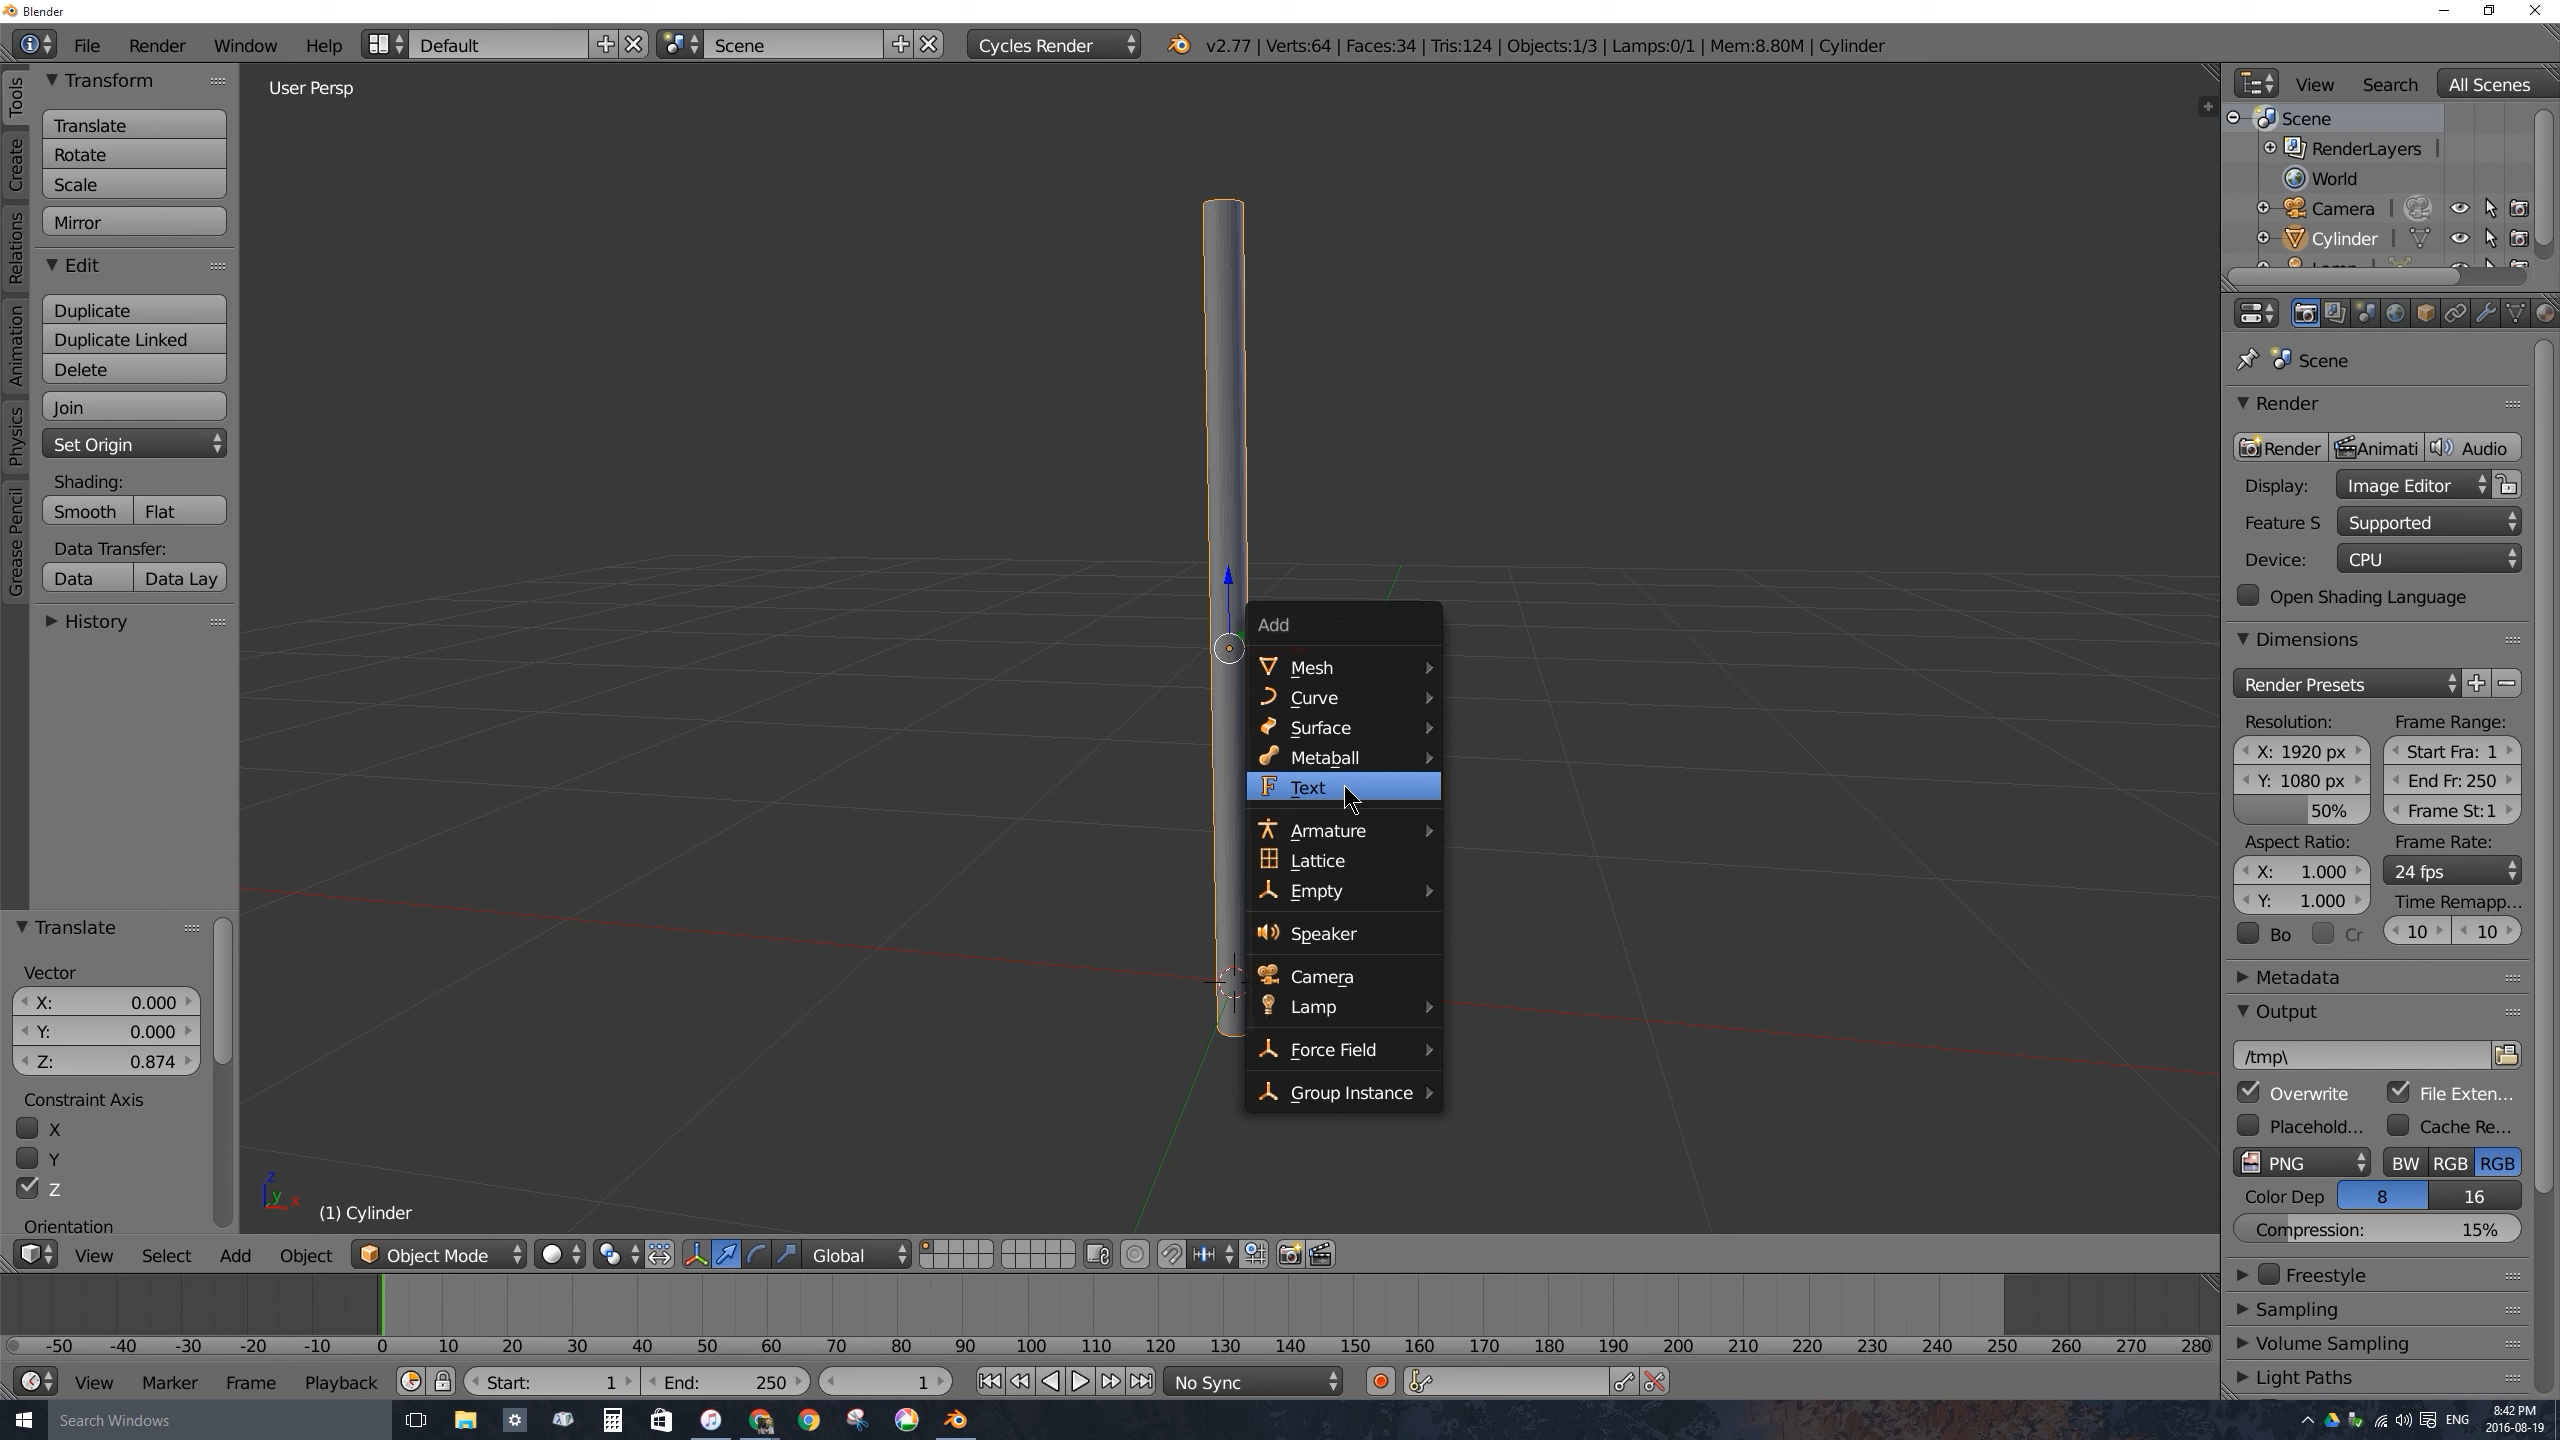 Blender
File Render Window Help Default Scene Cycles Render v2.77 | Verts:64 | Faces:34 | Tris:124 | Objects:1/3 | Lamps:0/1 | Mem:8.80M | Cylinder
Tools
Create
Relations
Animation
Physics
Grease Pencil
Transform
Translate
Rotate
Scale
Mirror
Edit
Duplicate
Duplicate Linked
Delete
Join
Set Origin
Shading:
Smooth Flat
Data Transfer:
Data Data Lay
History
Translate
Vector
X: 0.000
Y: 0.000
Z: 0.874
Constraint Axis
X
Y
Z
Orientation
User Persp
Add
Mesh
Curve
Surface
Metaball
Text
Armature
Lattice
Empty
Speaker
Camera
Lamp
Force Field
Group Instance
z
y x
(1) Cylinder
View Select Add Object Object Mode Global
-50 -40 -30 -20 -10 0 10 20 30 40 50 60 70 80 90 100 110 120 130 140 150 160 170 180 190 200 210 220 230 240 250 260 270 280
View Marker Frame Playback Start: 1 End: 250 1 No Sync
View Search All Scenes
Scene
RenderLayers
World
Camera
Cylinder
Scene
Render
Render Animati Audio
Display: Image Editor
Feature S Supported
Device: CPU
Open Shading Language
Dimensions
Render Presets
Resolution: Frame Range:
X: 1920 px Start Fra: 1
Y: 1080 px End Fr: 250
50% Frame St:1
Aspect Ratio: Frame Rate:
X: 1.000 24 fps
Y: 1.000 Time Remapp...
Bo Cr 10 10
Metadata
Output
/tmp\
Overwrite File Exten...
Placehold... Cache Re...
PNG BW RGB RGB
Color Dep 8 16
Compression: 15%
Freestyle
Sampling
Volume Sampling
Light Paths
Search Windows
ENG
8:42 PM
2016-08-19